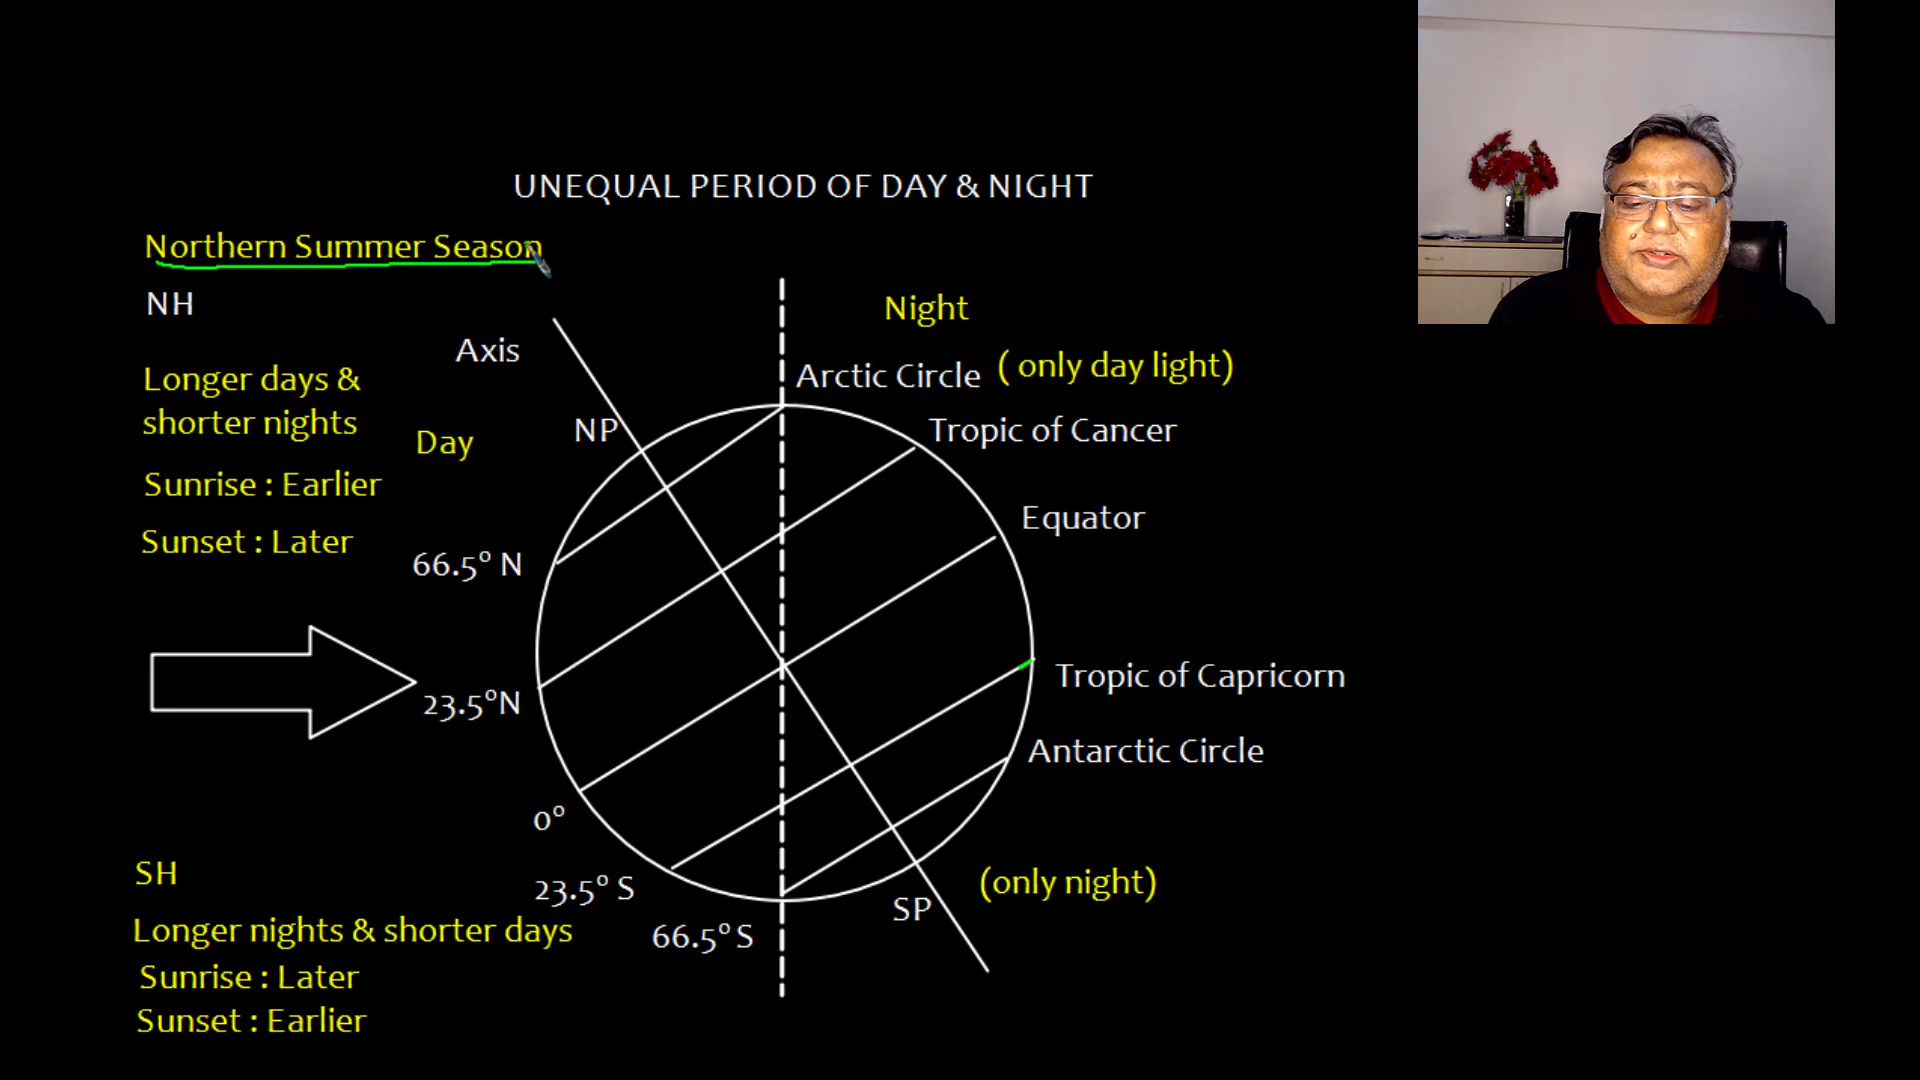 UNEQUAL PERIOD OF DAY & NIGHT
Northern Summer Season
NH
Night
Axis
Arctic Circle ( only day light)
Longer days &
shorter nights
NP
Tropic of Cancer
Day
Sunrise : Earlier
Equator
Sunset : Later
66.5° N
Tropic of Capricorn
23.5°N
Antarctic Circle
0°
SH
23.5° S
(only night)
SP
Longer nights & shorter days
66.5° S
Sunrise : Later
Sunset : Earlier